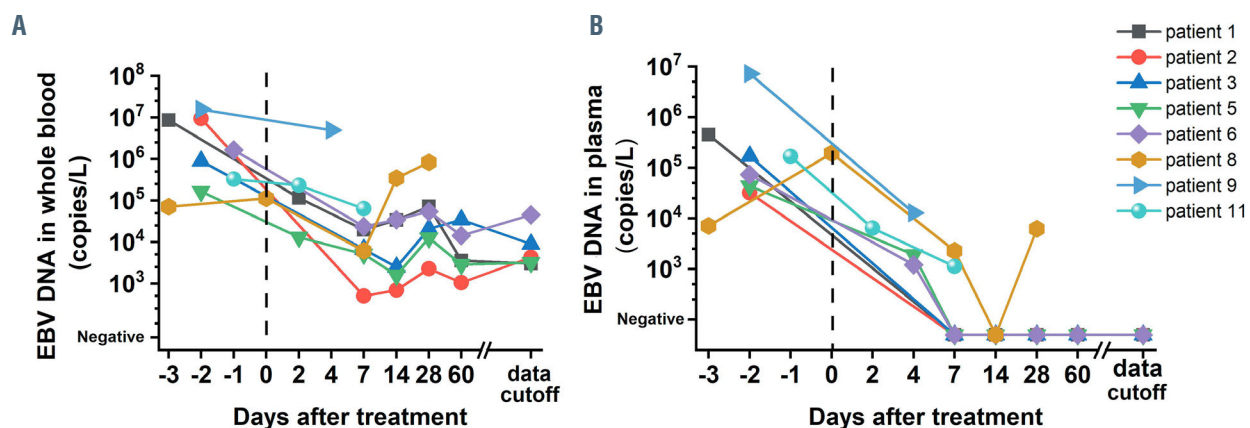 A
EBV DNA in whole blood
(copies/L)
10⁸
10⁷
10⁶
10⁵
10⁴
10³
Negative
-3 -2 -1 0 2 4 7 14 28 60 data
cutoff
Days after treatment
B
EBV DNA in plasma
(copies/L)
10⁷
10⁶
10⁵
10⁴
10³
Negative
-3 -2 -1 0 2 4 7 14 28 60 data
cutoff
Days after treatment
patient 1
patient 2
patient 3
patient 5
patient 6
patient 8
patient 9
patient 11